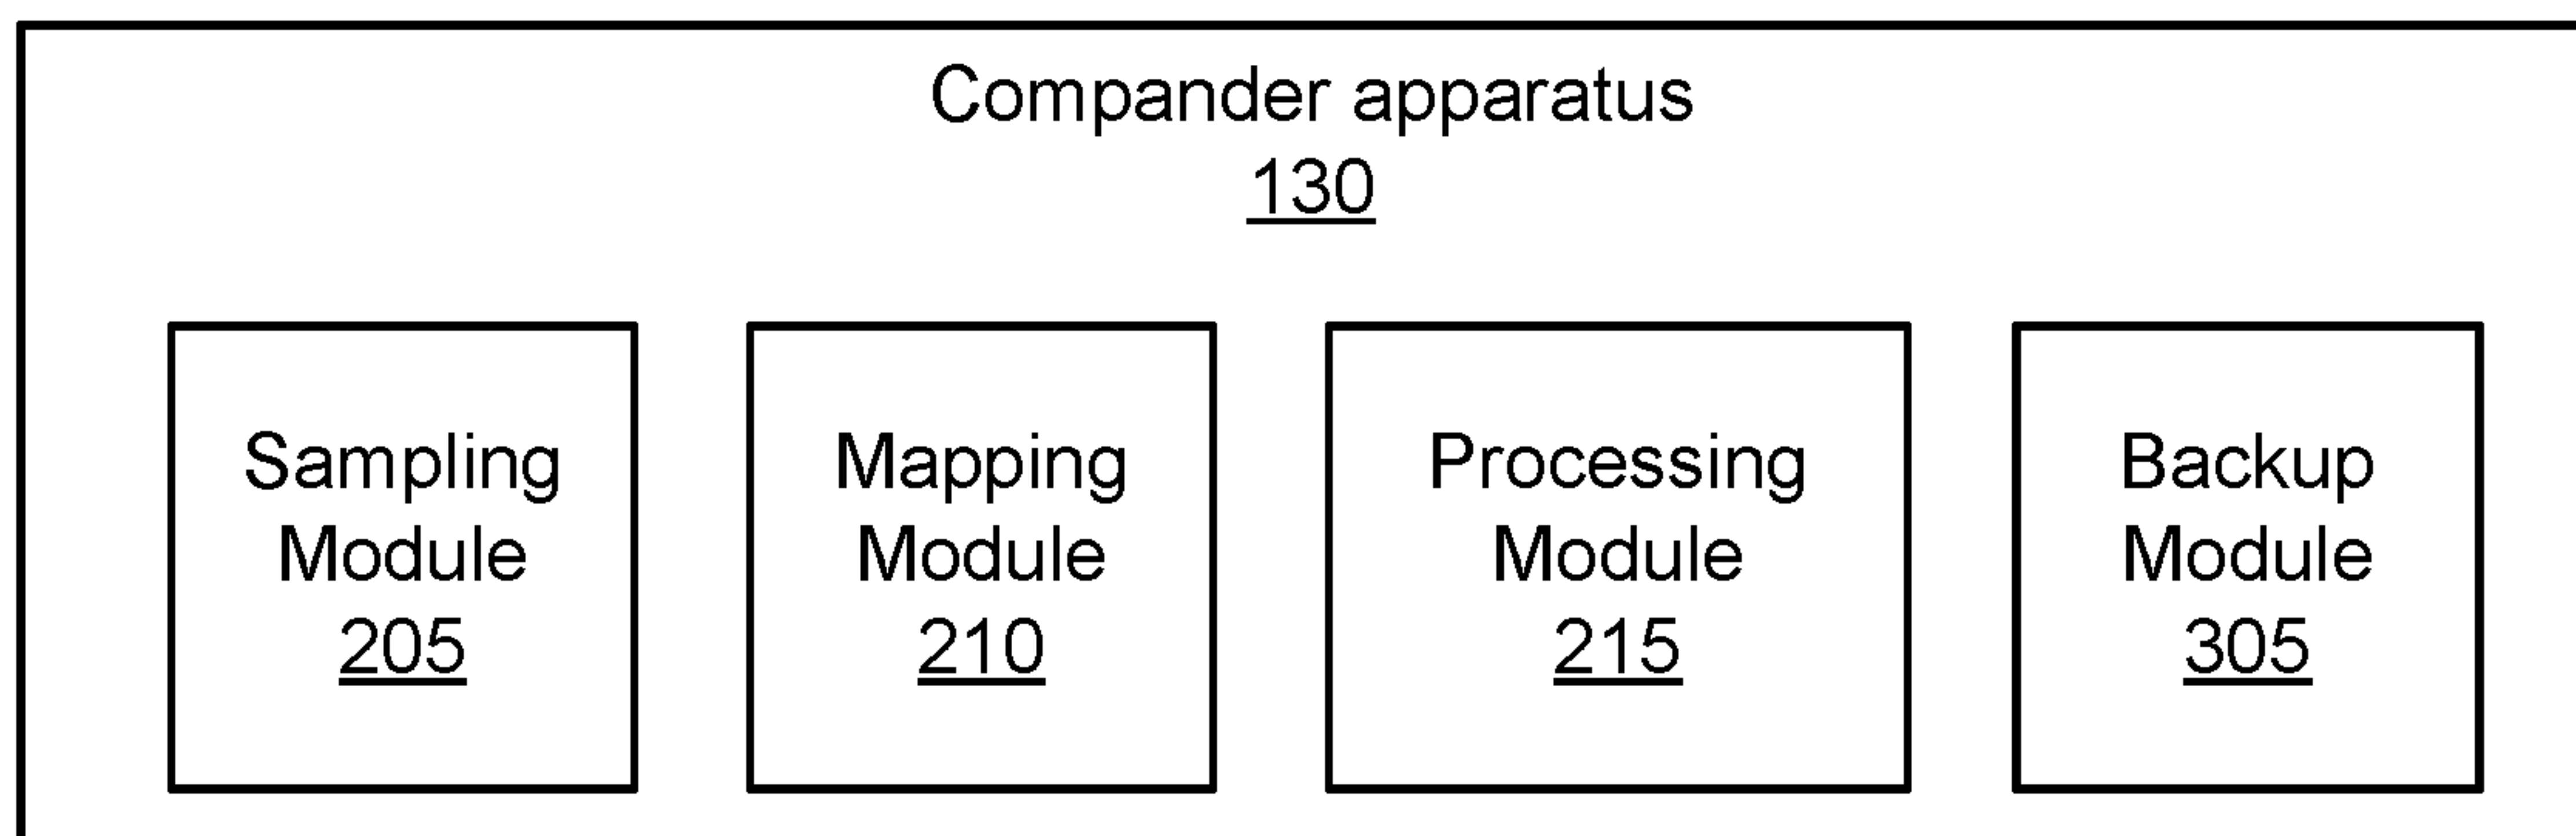 Compander apparatus
130
Sampling
Module
205
Mapping
Module
210
Processing
Module
215
Backup
Module
305